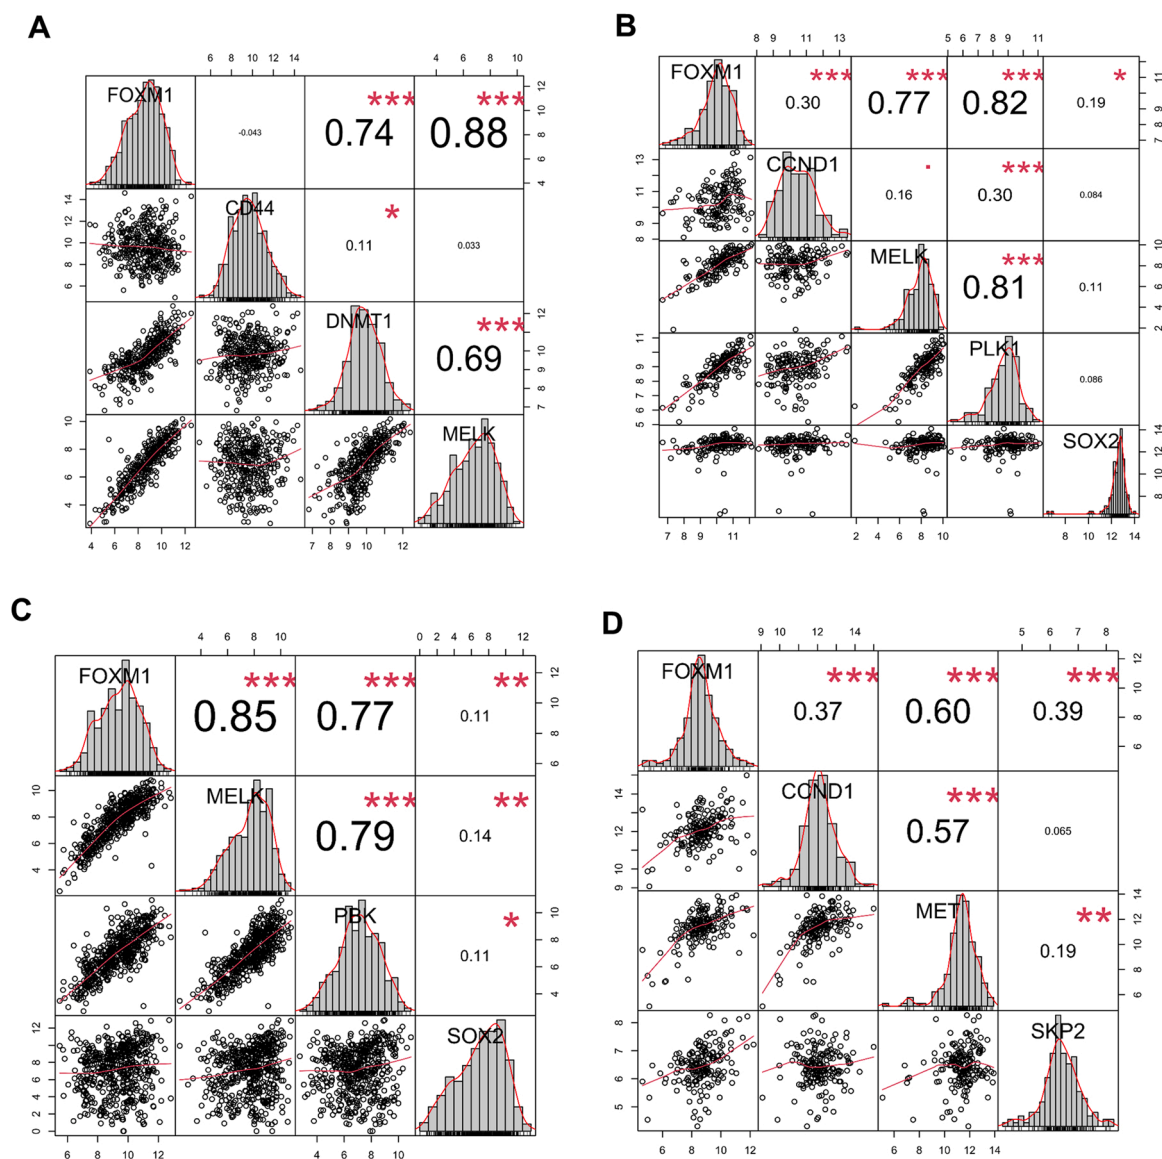 A
6 8 10 12 14 4 6 8 10
FOXM1 *** ***
-0.043 0.74 0.88
12
10
8
6
4
14
12
10
8
6
CD44 *
0.11 0.033
DNMT1 ***
0.69
12
10
9
7
10
8
6
4
MELK
4 6 8 10 12 7 8 9 10 12
B
8 9 11 13 5 6 7 8 9 11
FOXM1 *** *** *** *
0.30 0.77 0.82 0.19
11
9
8
7
13
11
10
9
8
CCND1 . ***
0.16 0.30 0.084
MELK ***
0.81 0.11
10
8
6
4
2
11
9
8
7
6
5
PLK1
0.086
SOX2
14
12
10
8
7 8 9 11 2 4 6 8 10 8 10 12 14
C
4 6 8 10 0 2 4 6 8 12
FOXM1 *** *** **
0.85 0.77 0.11
12
10
8
6
10
8
6
4
MELK *** **
0.79 0.14
PBK *
0.11
10
8
6
4
12
8
6
4
2
0
SOX2
6 8 10 12 4 6 8 10
D
9 10 12 14 5 6 7 8
FOXM1 *** *** ***
0.37 0.60 0.39
12
10
8
6
14
12
10
9
CCND1 ***
0.57 0.065
MET **
0.19
14
12
10
8
6
8
7
6
5
SKP2
6 8 10 12 6 8 10 12 14